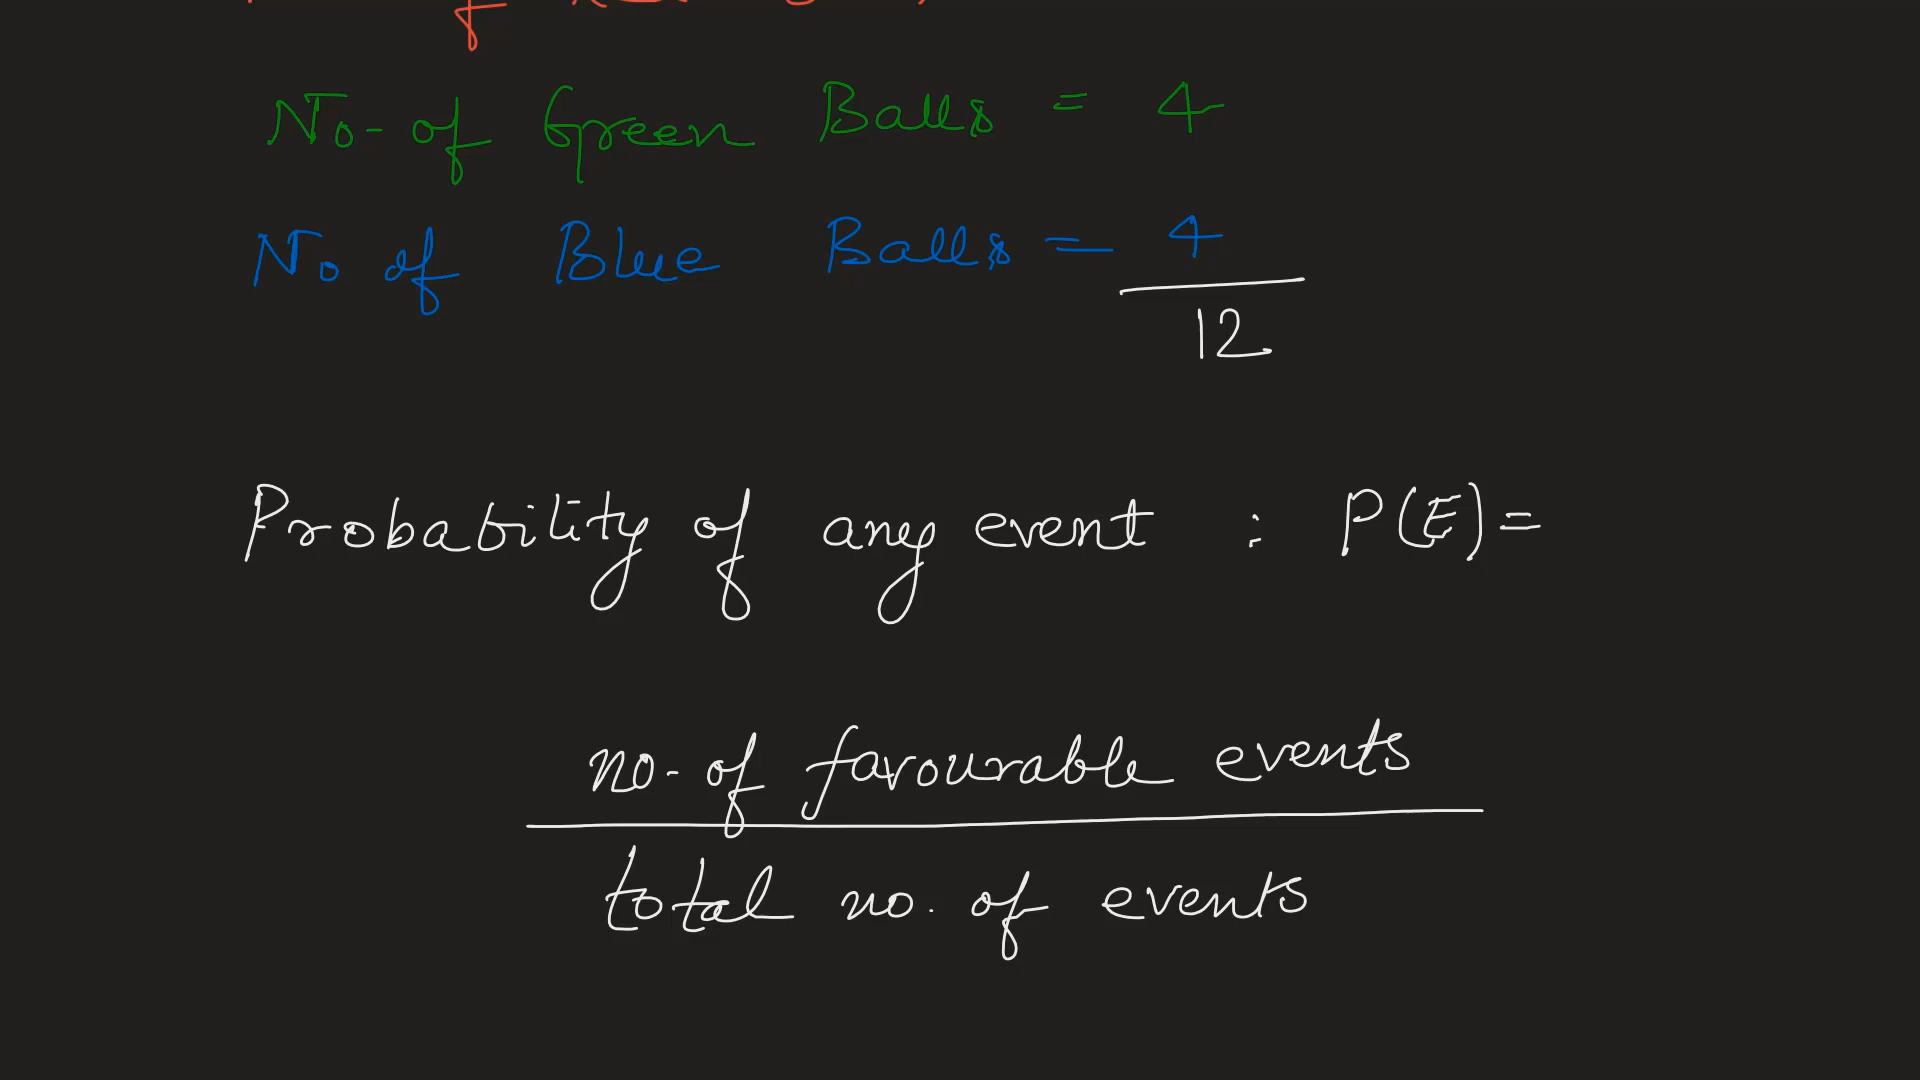 No- of Green Balls = 4
No of Blue Balls = 4
12
Probability of any event : P(E) =
no- of favourable events
total no. of events